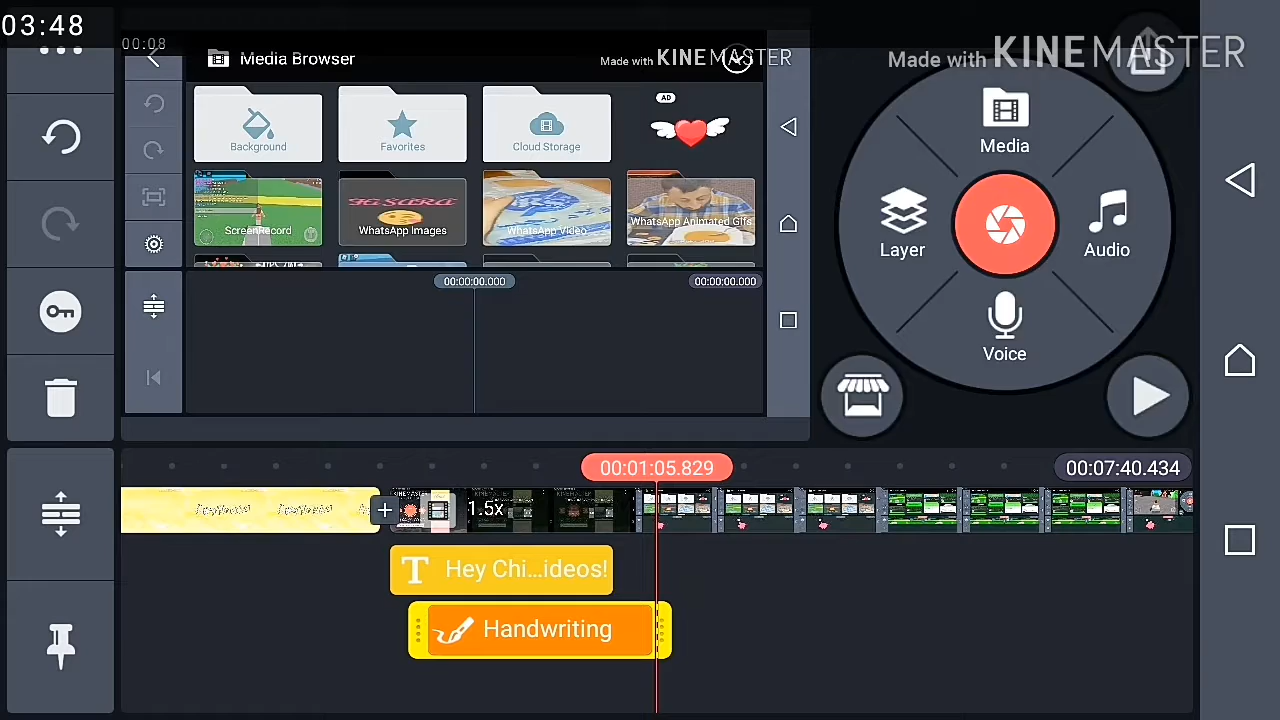 03:48
00:08
Media Browser
Made with KINEMASTER
Made with KINEMASTER
Background
Favorites
Cloud Storage
AD
ScreenRecord
WhatsApp Images
WhatsApp Video
WhatsApp Animated Gifs
Media
Layer
Audio
Voice
00:00:00.000
00:00:00.000
00:01:05.829
00:07:40.434
1.5x
Hey Chi...ideos!
Handwriting